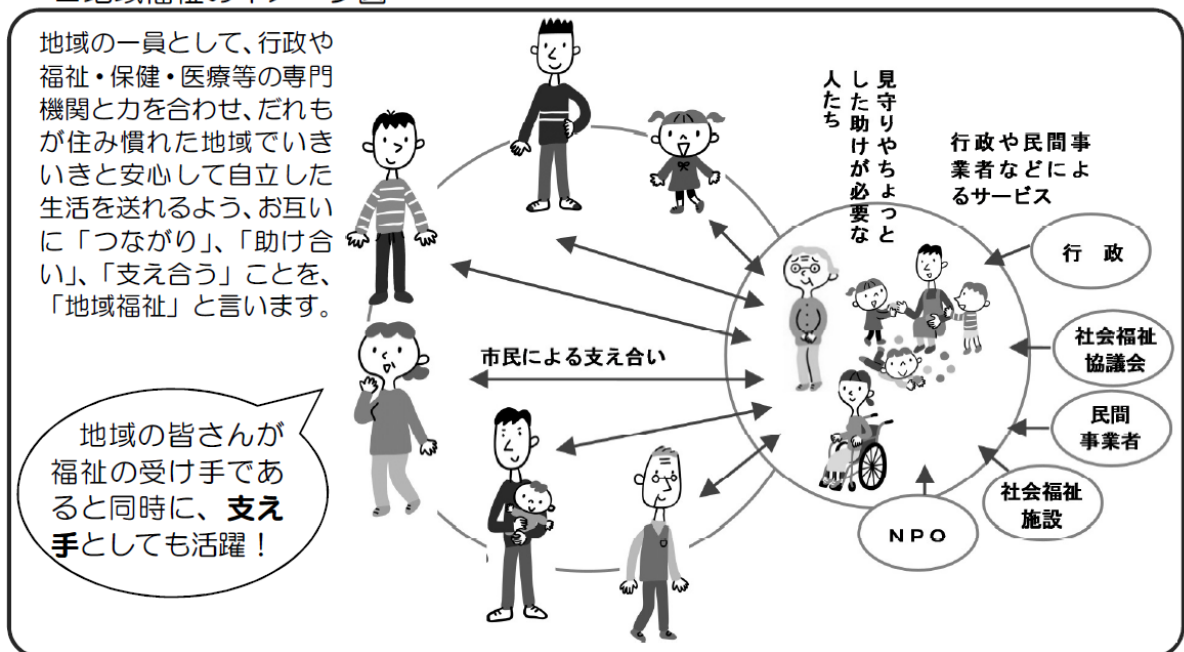 地域の一員として、行政や
福祉・保健・医療等の専門
機関と力を合わせ、だれも
が住み慣れた地域でいき
いきと安心して自立した
生活を送れるよう、お互い
に「つながり」、「助け合
い」、「支え合う」ことを、
「地域福祉」と言います。
見守りやちょっと
した助けが必要な
人たち
行政や民間事
業者などによ
るサービス
行　政
社会福祉
協議会
民間
事業者
社会福祉
施設
ＮＰＯ
市民による支え合い
地域の皆さんが
福祉の受け手であ
ると同時に、支え
手としても活躍！